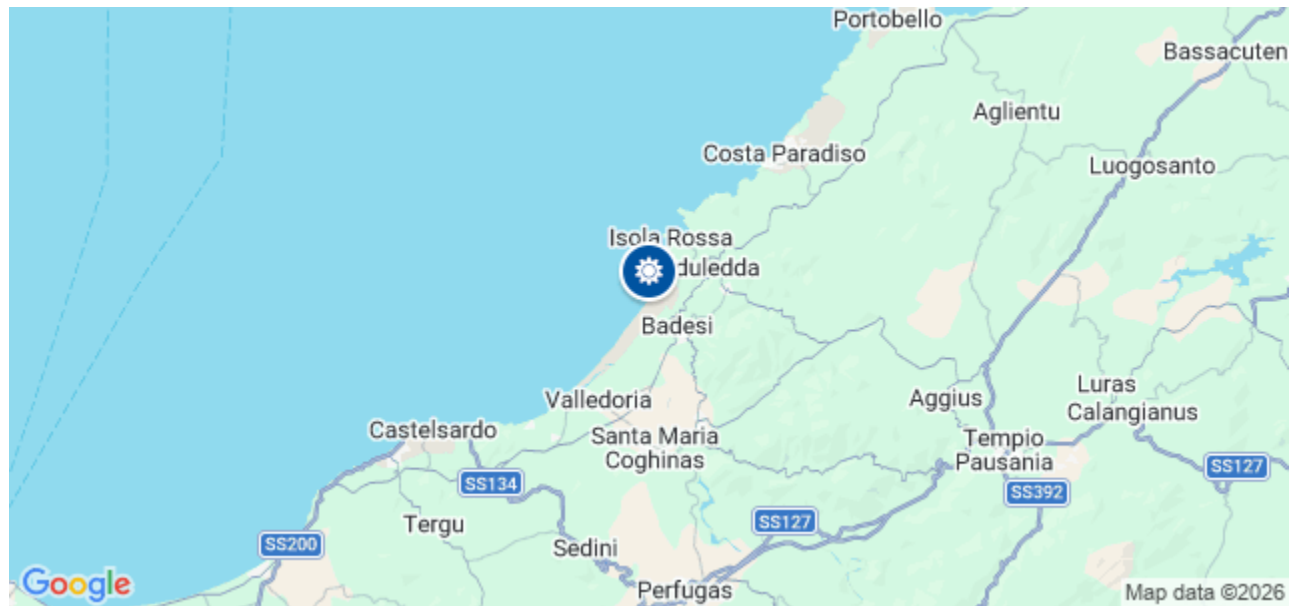 Portobello
Bassacuten
Aglientu
Costa Paradiso
Luogosanto
Isola Rossa
duledda
Badesi
Luras
Valledoria
Aggius
Calangianus
Castelsardo
Santa Maria
Coghinas
Tempio
Pausania
SS127
SS134
SS392
Tergu
SS127
SS200
Sedini
Perfugas
Google
Map data ©2026